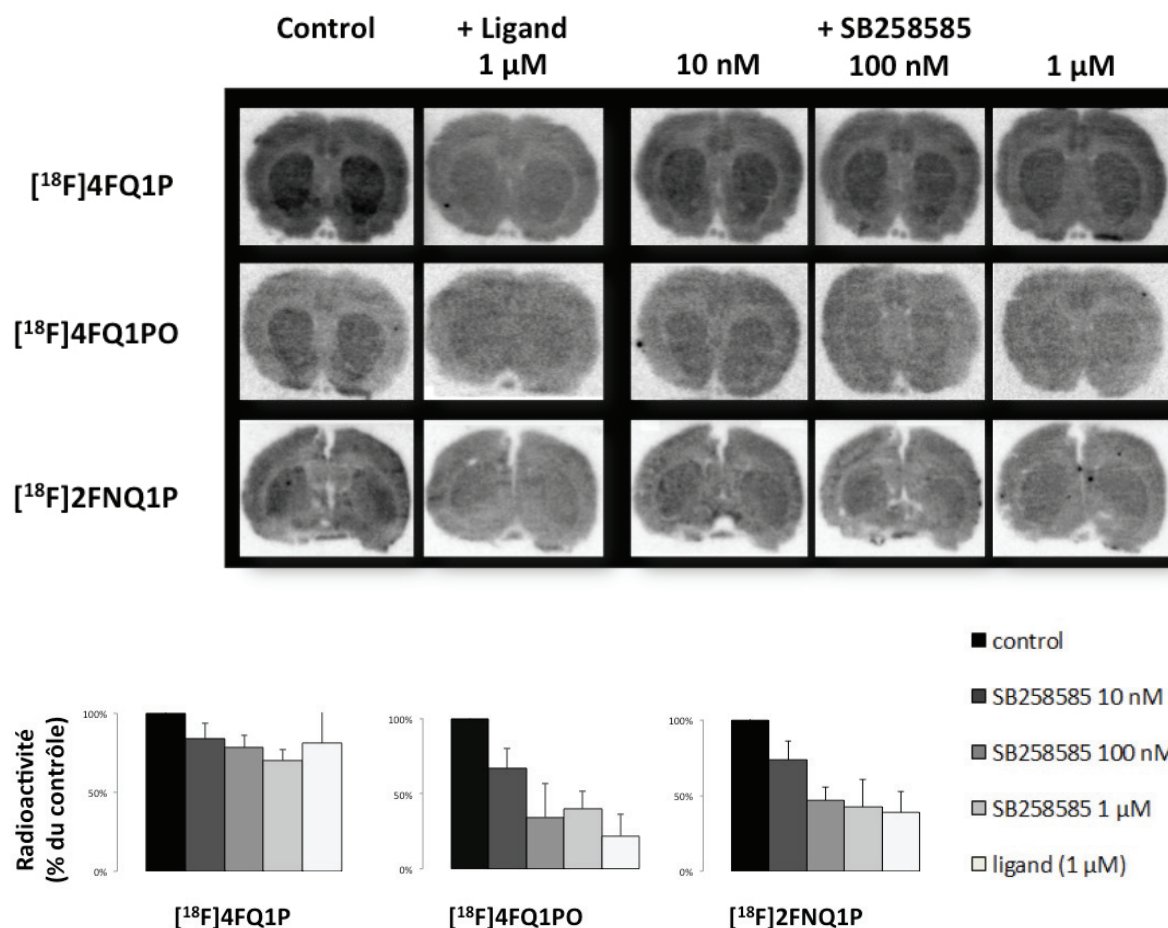 Control + Ligand + SB258585
1 µM 10 nM 100 nM 1 µM
[¹⁸F]4FQ1P
[¹⁸F]4FQ1PO
[¹⁸F]2FNQ1P
control
SB258585 10 nM
SB258585 100 nM
SB258585 1 µM
ligand (1 µM)
Radioactivité
(% du contrôle)
100% 100% 100%
50% 50% 50%
0% 0% 0%
[¹⁸F]4FQ1P [¹⁸F]4FQ1PO [¹⁸F]2FNQ1P